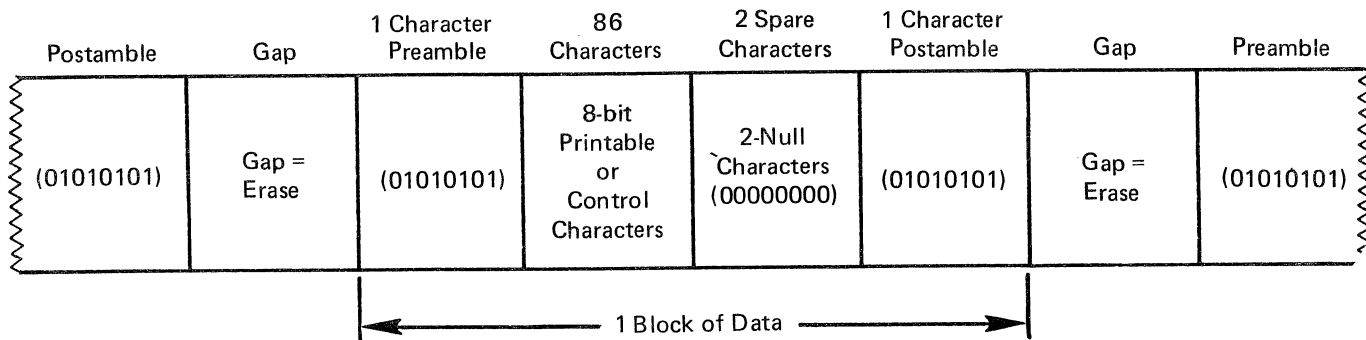 Postamble
Gap
1 Character
Preamble
86
Characters
2 Spare
Characters
1 Character
Postamble
Gap
Preamble
(01010101)
Gap =
Erase
(01010101)
8-bit
Printable
or
Control
Characters
2-Null
Characters
(00000000)
(01010101)
Gap =
Erase
(01010101)
1 Block of Data